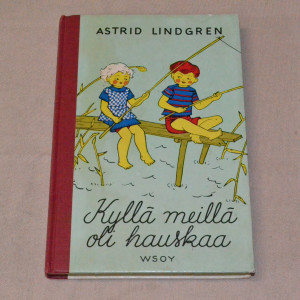 ASTRID LINDGREN
Kyllä meillä
oli hauskaa
WSOY